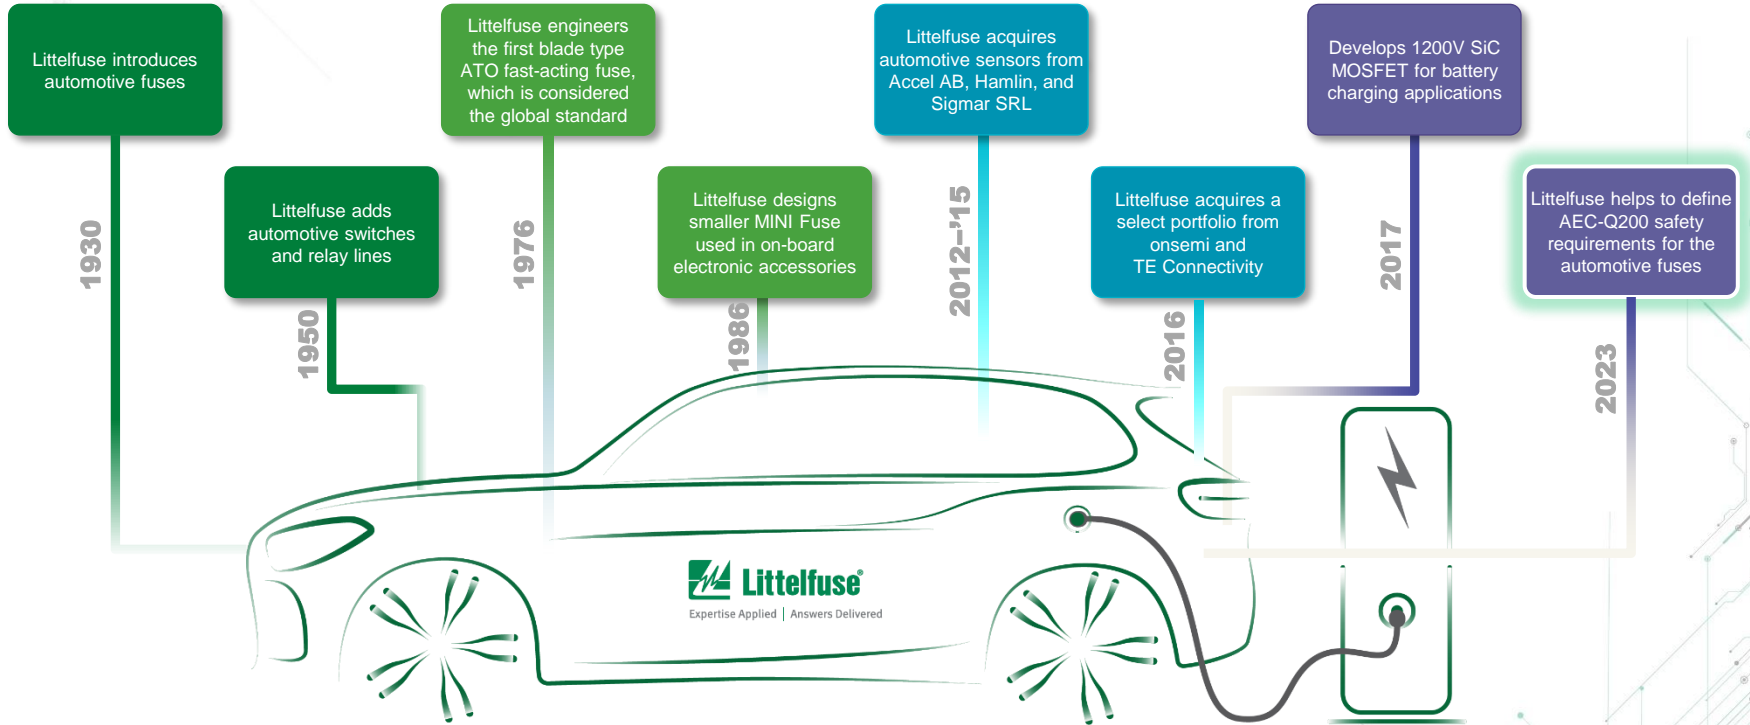 Littelfuse introduces
automotive fuses
1930
Littelfuse adds
automotive switches
and relay lines
1950
Littelfuse engineers
the first blade type
ATO fast-acting fuse,
which is considered
the global standard
1976
Littelfuse designs
smaller MINI Fuse
used in on-board
electronic accessories
1986
Littelfuse acquires
automotive sensors from
Accel AB, Hamlin, and
Sigmar SRL
2012–’15
Littelfuse acquires a
select portfolio from
onsemi and
TE Connectivity
2016
Develops 1200V SiC
MOSFET for battery
charging applications
2017
Littelfuse helps to define
AEC-Q200 safety
requirements for the
automotive fuses
2023
Littelfuse®
Expertise Applied | Answers Delivered